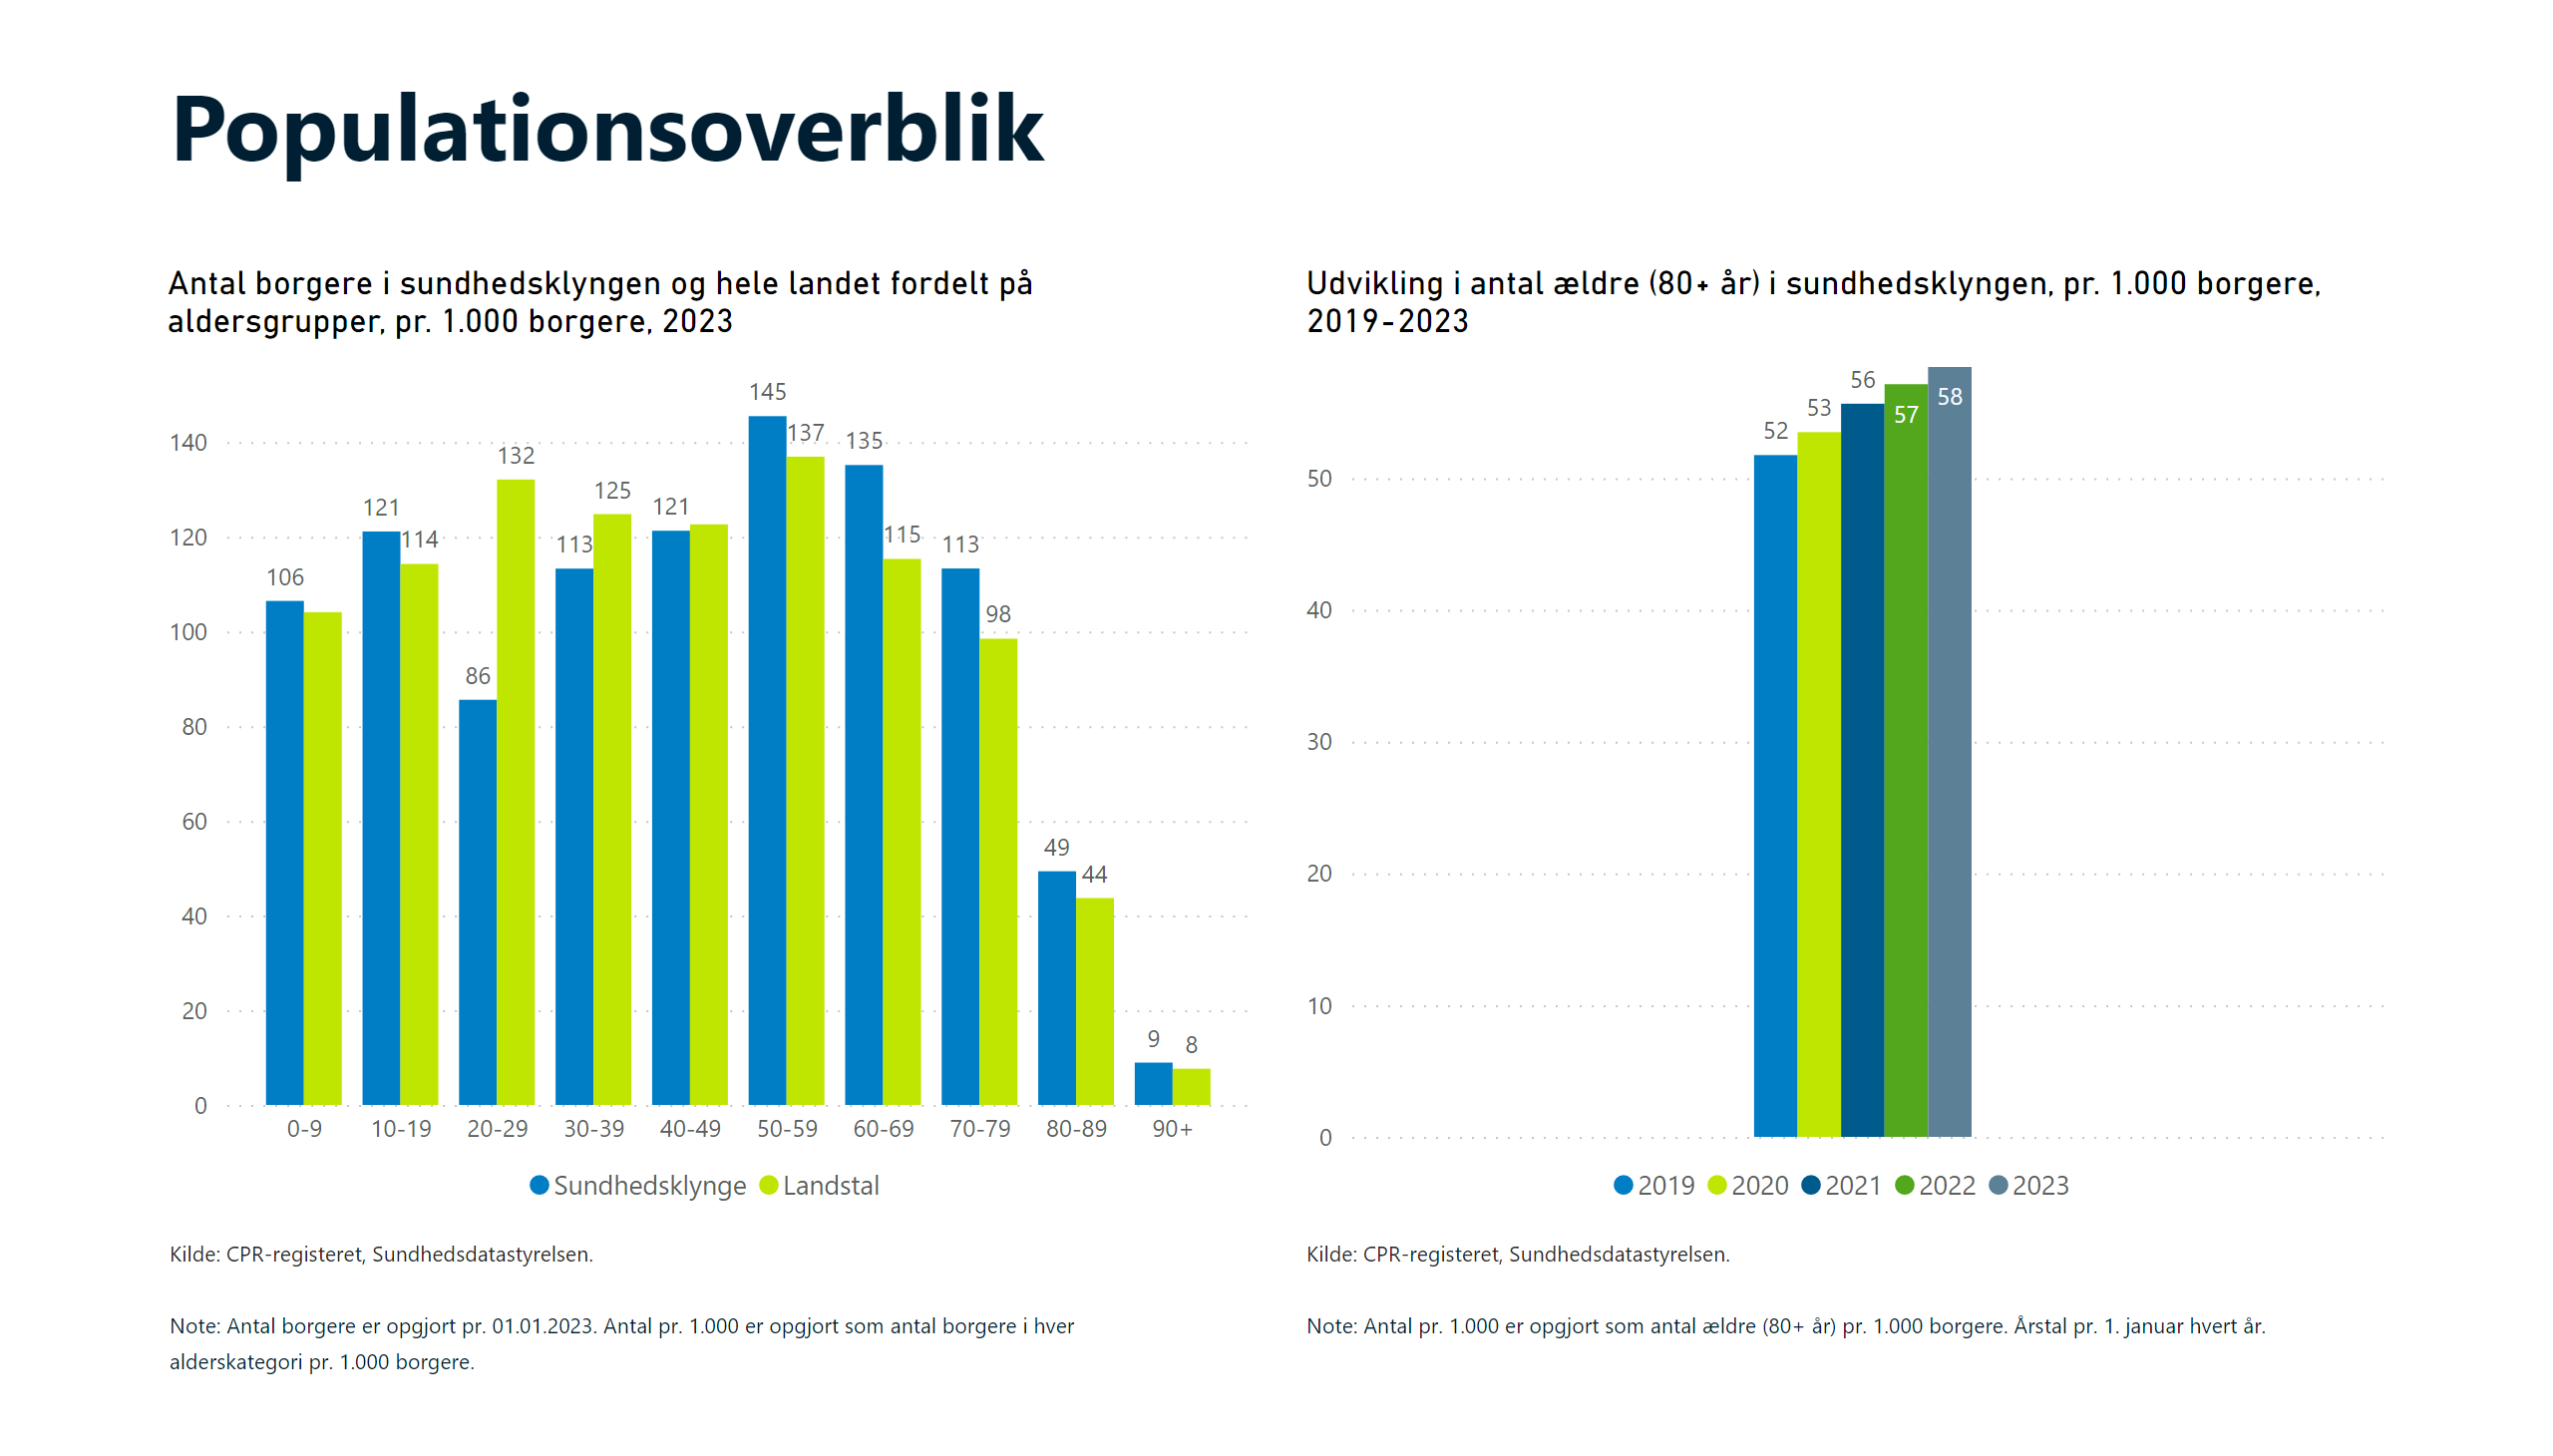 Populationsoverblik
Antal borgere i sundhedsklyngen og hele landet fordelt på
aldersgrupper, pr. 1.000 borgere, 2023
145
137
135
140
132
125
121
121
120
114
113
115
113
106
100
98
86
80
60
49
44
40
20
9
8
0
0-9 10-19 20-29 30-39 40-49 50-59 60-69 70-79 80-89 90+
Sundhedsklynge Landstal
Kilde: CPR-registeret, Sundhedsdatastyrelsen.
Note: Antal borgere er opgjort pr. 01.01.2023. Antal pr. 1.000 er opgjort som antal borgere i hver
alderskategori pr. 1.000 borgere.
Udvikling i antal ældre (80+ år) i sundhedsklyngen, pr. 1.000 borgere,
2019-2023
52 53 56 57 58
50
40
30
20
10
0
2019 2020 2021 2022 2023
Kilde: CPR-registeret, Sundhedsdatastyrelsen.
Note: Antal pr. 1.000 er opgjort som antal ældre (80+ år) pr. 1.000 borgere. Årstal pr. 1. januar hvert år.